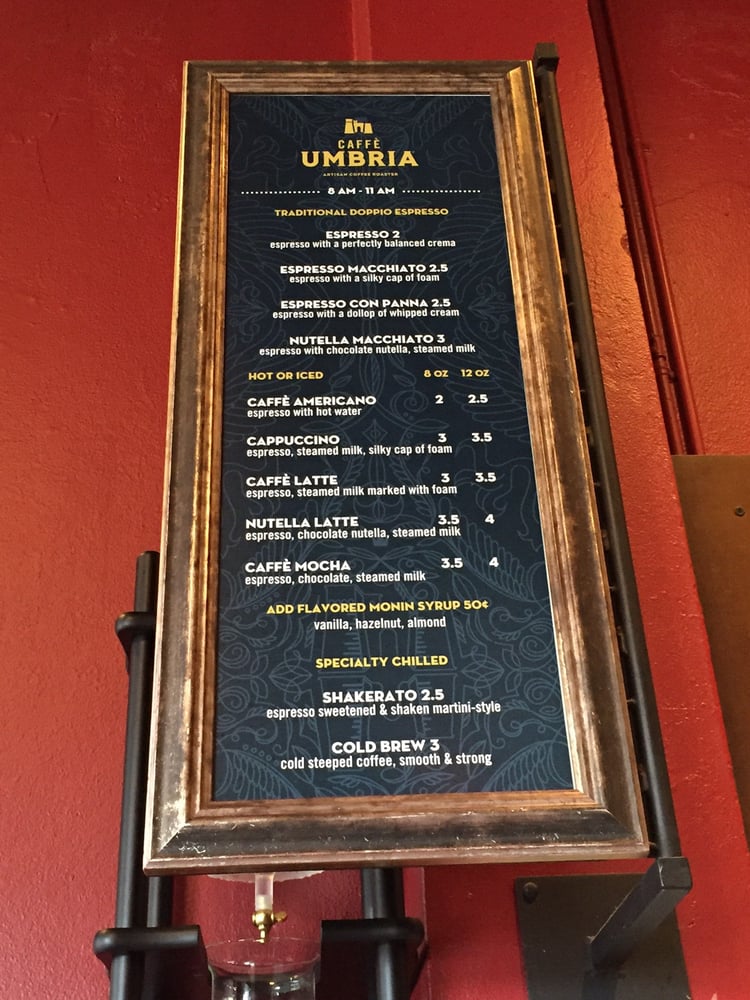 CAFFÈ
UMBRIA
ARTISAN COFFEE ROASTER
8 AM - 11 AM
TRADITIONAL DOPPIO ESPRESSO
ESPRESSO 2
espresso with a perfectly balanced crema
ESPRESSO MACCHIATO 2.5
espresso with a silky cap of foam
ESPRESSO CON PANNA 2.5
espresso with a dollop of whipped cream
NUTELLA MACCHIATO 3
espresso with chocolate nutella, steamed milk
HOT OR ICED 8 OZ 12 OZ
CAFFÈ AMERICANO 2 2.5
espresso with hot water
CAPPUCCINO 3 3.5
espresso, steamed milk, silky cap of foam
CAFFÈ LATTE 3 3.5
espresso, steamed milk marked with foam
NUTELLA LATTE 3.5 4
espresso, chocolate nutella, steamed milk
CAFFÈ MOCHA 3.5 4
espresso, chocolate, steamed milk
ADD FLAVORED MONIN SYRUP 50¢
vanilla, hazelnut, almond
SPECIALTY CHILLED
SHAKERATO 2.5
espresso sweetened & shaken martini-style
COLD BREW 3
cold steeped coffee, smooth & strong